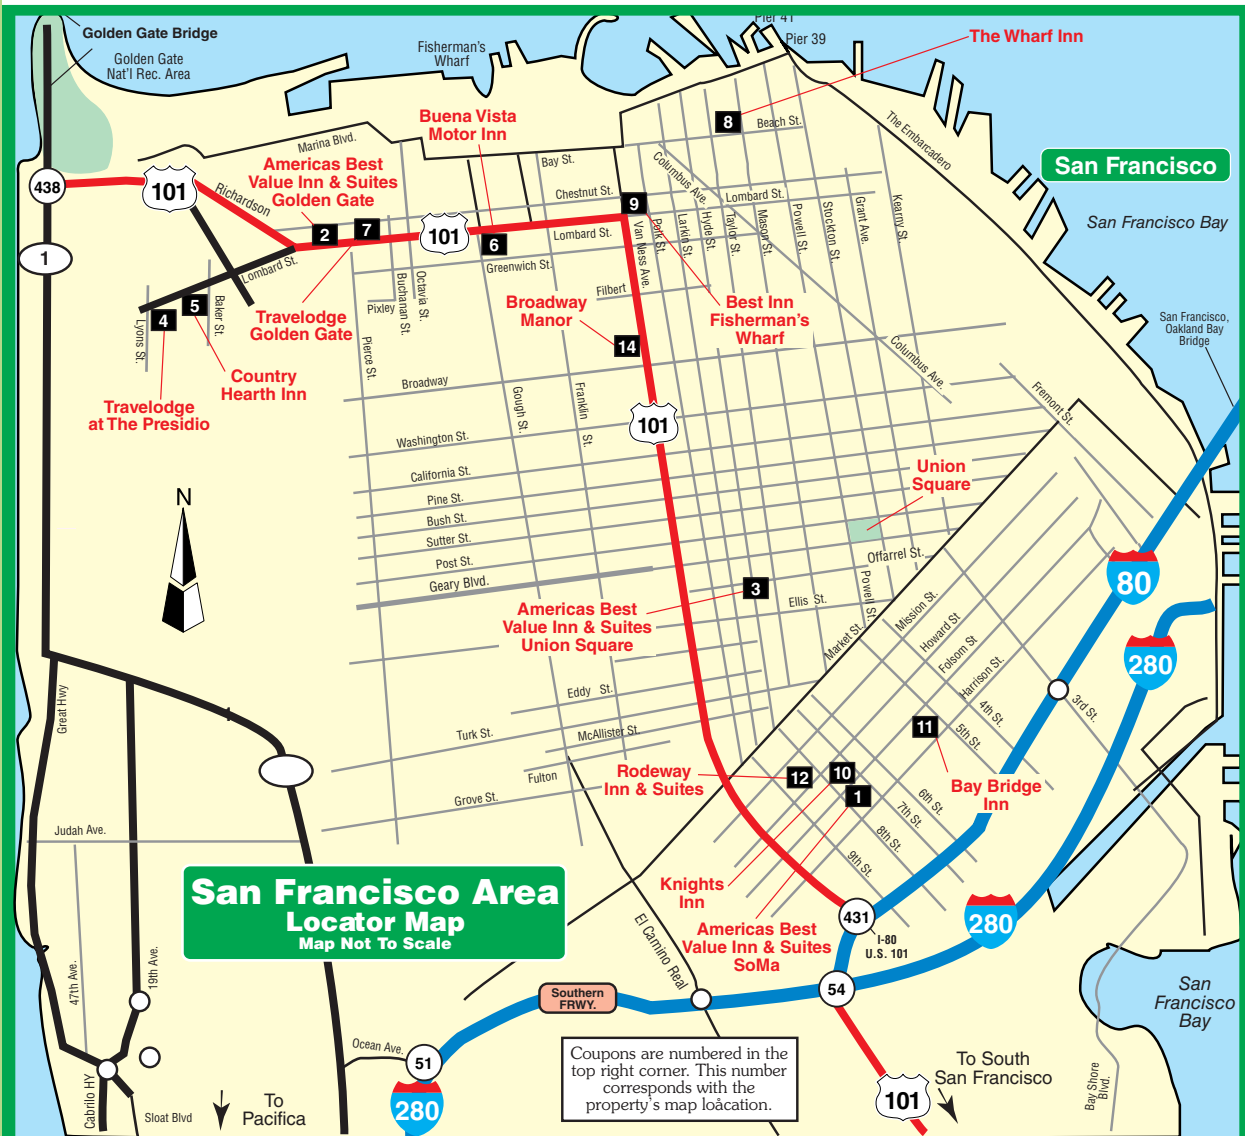 Golden Gate Bridge
Golden Gate
Nat'l Rec. Area
Fisherman's
Wharf
Pier 41
Pier 39
The Wharf Inn
The Embarcadero
San Francisco
San Francisco Bay
San Francisco,
Oakland Bay
Bridge
438
1
101
Marina Blvd.
Richardson
Buena Vista
Motor Inn
Americas Best
Value Inn & Suites
Golden Gate
8
Beach St.
Bay St.
Chestnut St.
Columbus Ave.
Lombard St.
9
2
7
101
6
Lombard St.
Greenwich St.
Filbert
Van Ness Ave.
Polk St.
Larkin St.
Hyde St.
Taylor St.
Mason St.
Powell St.
Stockton St.
Grant Ave.
Kearny St.
Lombard St.
Lyons St.
4
5
Baker St.
Pixley
Buchanan St.
Octavia St.
Pierce St.
Travelodge
Golden Gate
Country
Hearth Inn
Travelodge
at The Presidio
Broadway
Manor
14
Best Inn
Fisherman's
Wharf
Columbus Ave.
Fremont St.
Broadway
Gough St.
Franklin
St.
101
Washington St.
California St.
Pine St.
Bush St.
Sutter St.
Post St.
Geary Blvd.
N
Union
Square
Offarrel St.
Powell St.
3
Ellis St.
Americas Best
Value Inn & Suites
Union Square
Market St.
Mission St.
Howard St
Folsom St
Harrison St.
80
280
3rd St.
4th St.
5th St.
6th St.
7th St.
8th St.
9th St.
Eddy St.
Turk St.
McAllister St.
Fulton
Grove St.
Great Hwy
Judah Ave.
47th Ave.
19th Ave.
Rodeway
Inn & Suites
12
10
1
11
Bay Bridge
Inn
Knights
Inn
Americas Best
Value Inn & Suites
SoMa
San Francisco Area
Locator Map
Map Not To Scale
El Camino Real
431
I-80
U.S. 101
280
54
Southern
FRWY.
Ocean Ave.
51
280
Cabrilo HY
Sloat Blvd
To
Pacifica
Coupons are numbered in the
top right corner. This number
corresponds with the
property's map loåcation.
101
To South
San Francisco
Bay Shore
Blvd.
San
Francisco
Bay